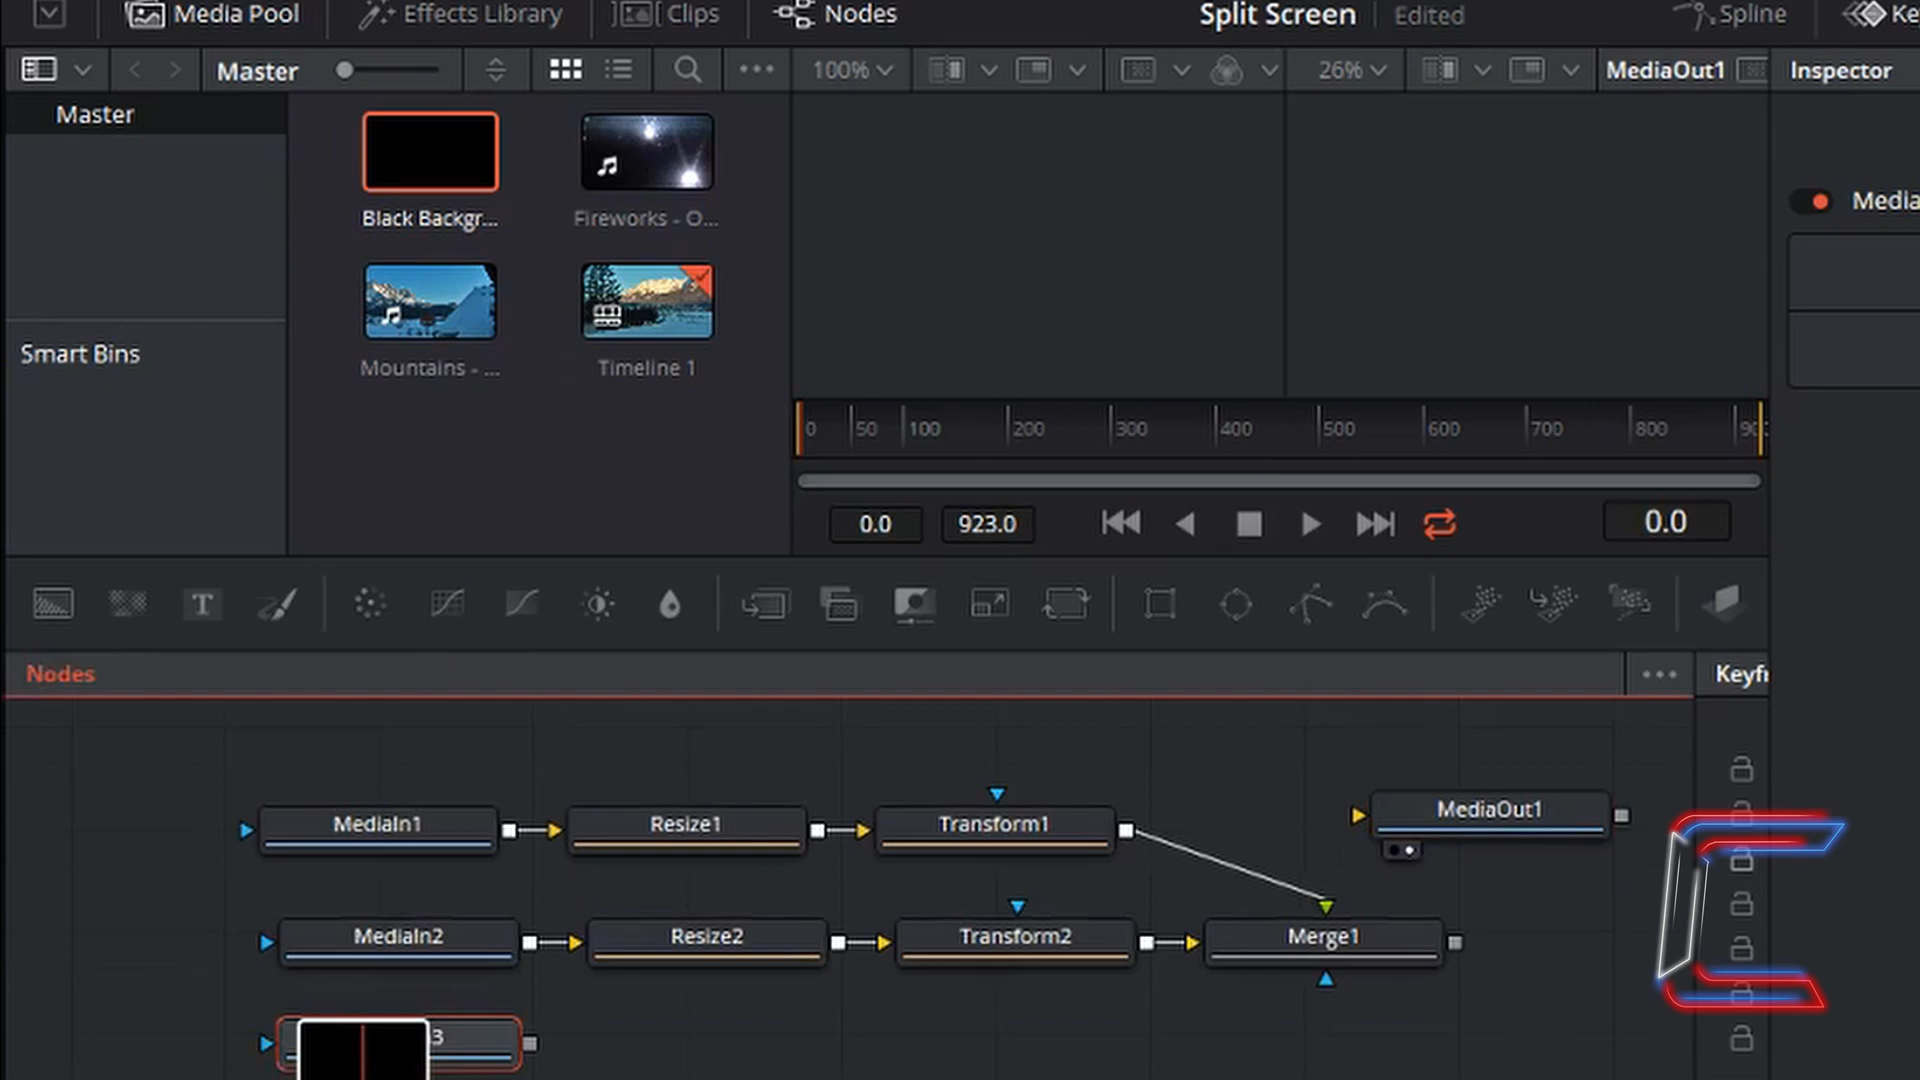 Media Pool
Effects Library
Clips
Nodes
Split Screen
Edited
Spline
Master
100%
26%
MediaOut1
Inspector
Master
Smart Bins
Black Backgr...
Fireworks - O...
Mountains - ...
Timeline 1
0 50 100 200 300 400 500 600 700 800
0.0
923.0
0.0
T
Nodes
MediaIn1
Resize1
Transform1
MediaOut1
MediaIn2
Resize2
Transform2
Merge1
3